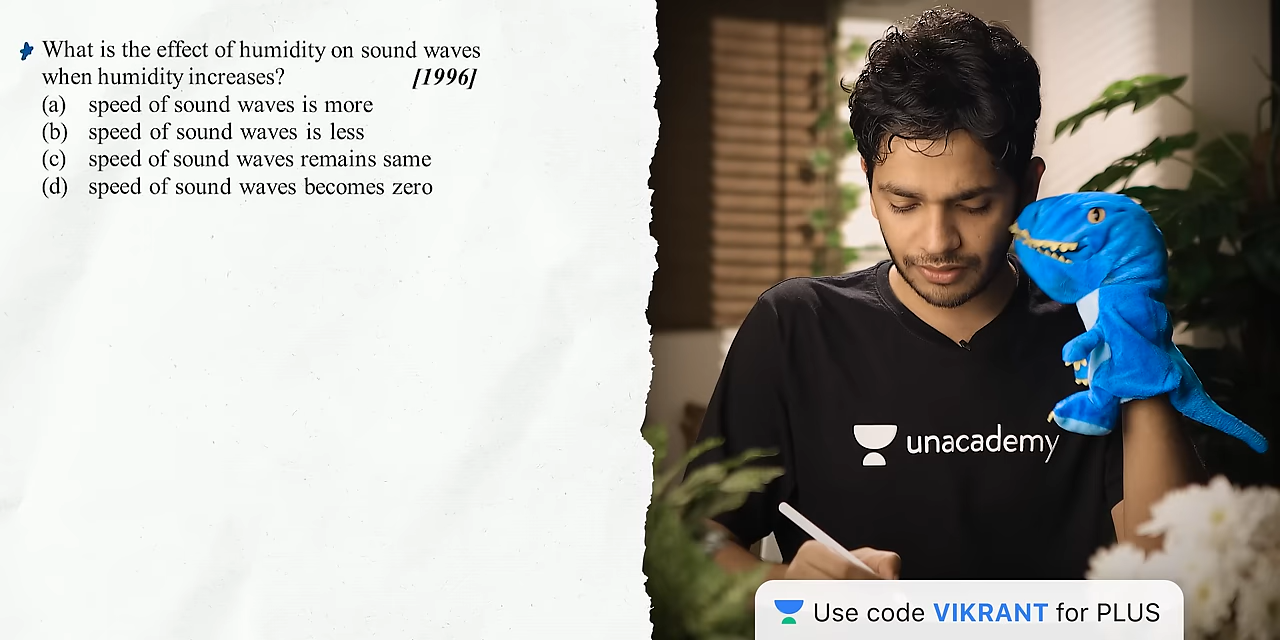 What is the effect of humidity on sound waves
when humidity increases? [1996]
(a) speed of sound waves is more
(b) speed of sound waves is less
(c) speed of sound waves remains same
(d) speed of sound waves becomes zero
unacademy
Use code VIKRANT for PLUS